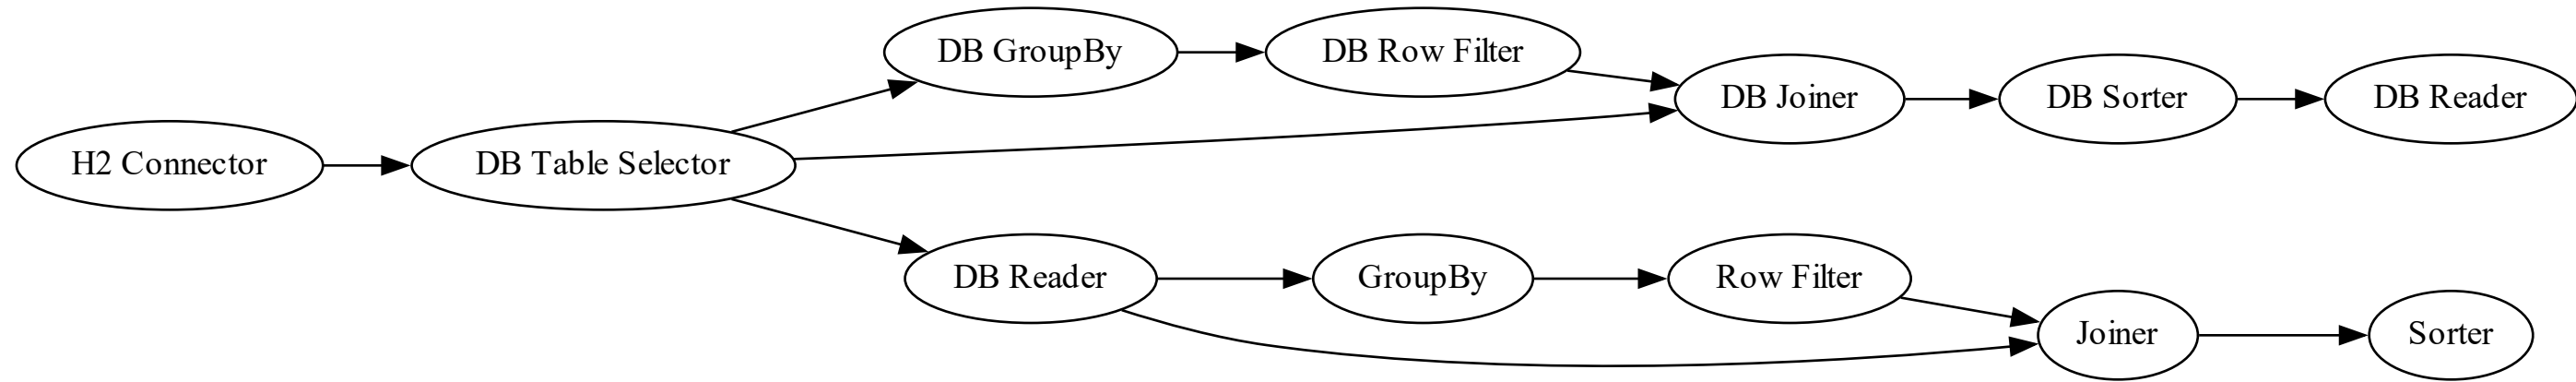 H2 Connector
DB Table Selector
DB GroupBy
DB Row Filter
DB Joiner
DB Sorter
DB Reader
DB Reader
GroupBy
Row Filter
Joiner
Sorter